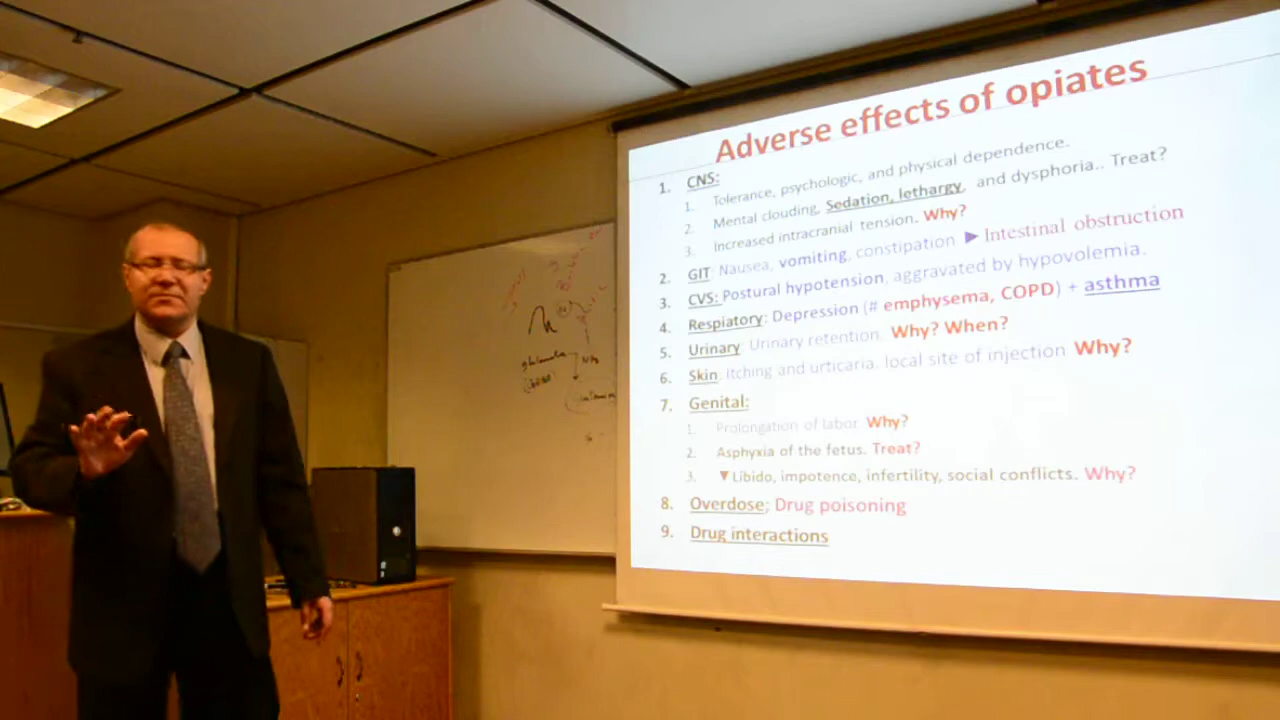 Adverse effects of opiates
1. CNS:
1. Tolerance, psychologic, and physical dependence.
2. Mental clouding, Sedation, lethargy, and dysphoria.. Treat?
3. Increased intracranial tension. Why?
2. GIT: Nausea, vomiting, constipation ► Intestinal obstruction
3. CVS: Postural hypotension, aggravated by hypovolemia.
4. Respiatory: Depression (# emphysema, COPD) + asthma
5. Urinary: Urinary retention. Why? When?
6. Skin: Itching and urticaria. local site of injection Why?
7. Genital:
1. Prolongation of labor. Why?
2. Asphyxia of the fetus. Treat?
3. ▼Libido, impotence, infertility, social conflicts. Why?
8. Overdose; Drug poisoning
9. Drug interactions